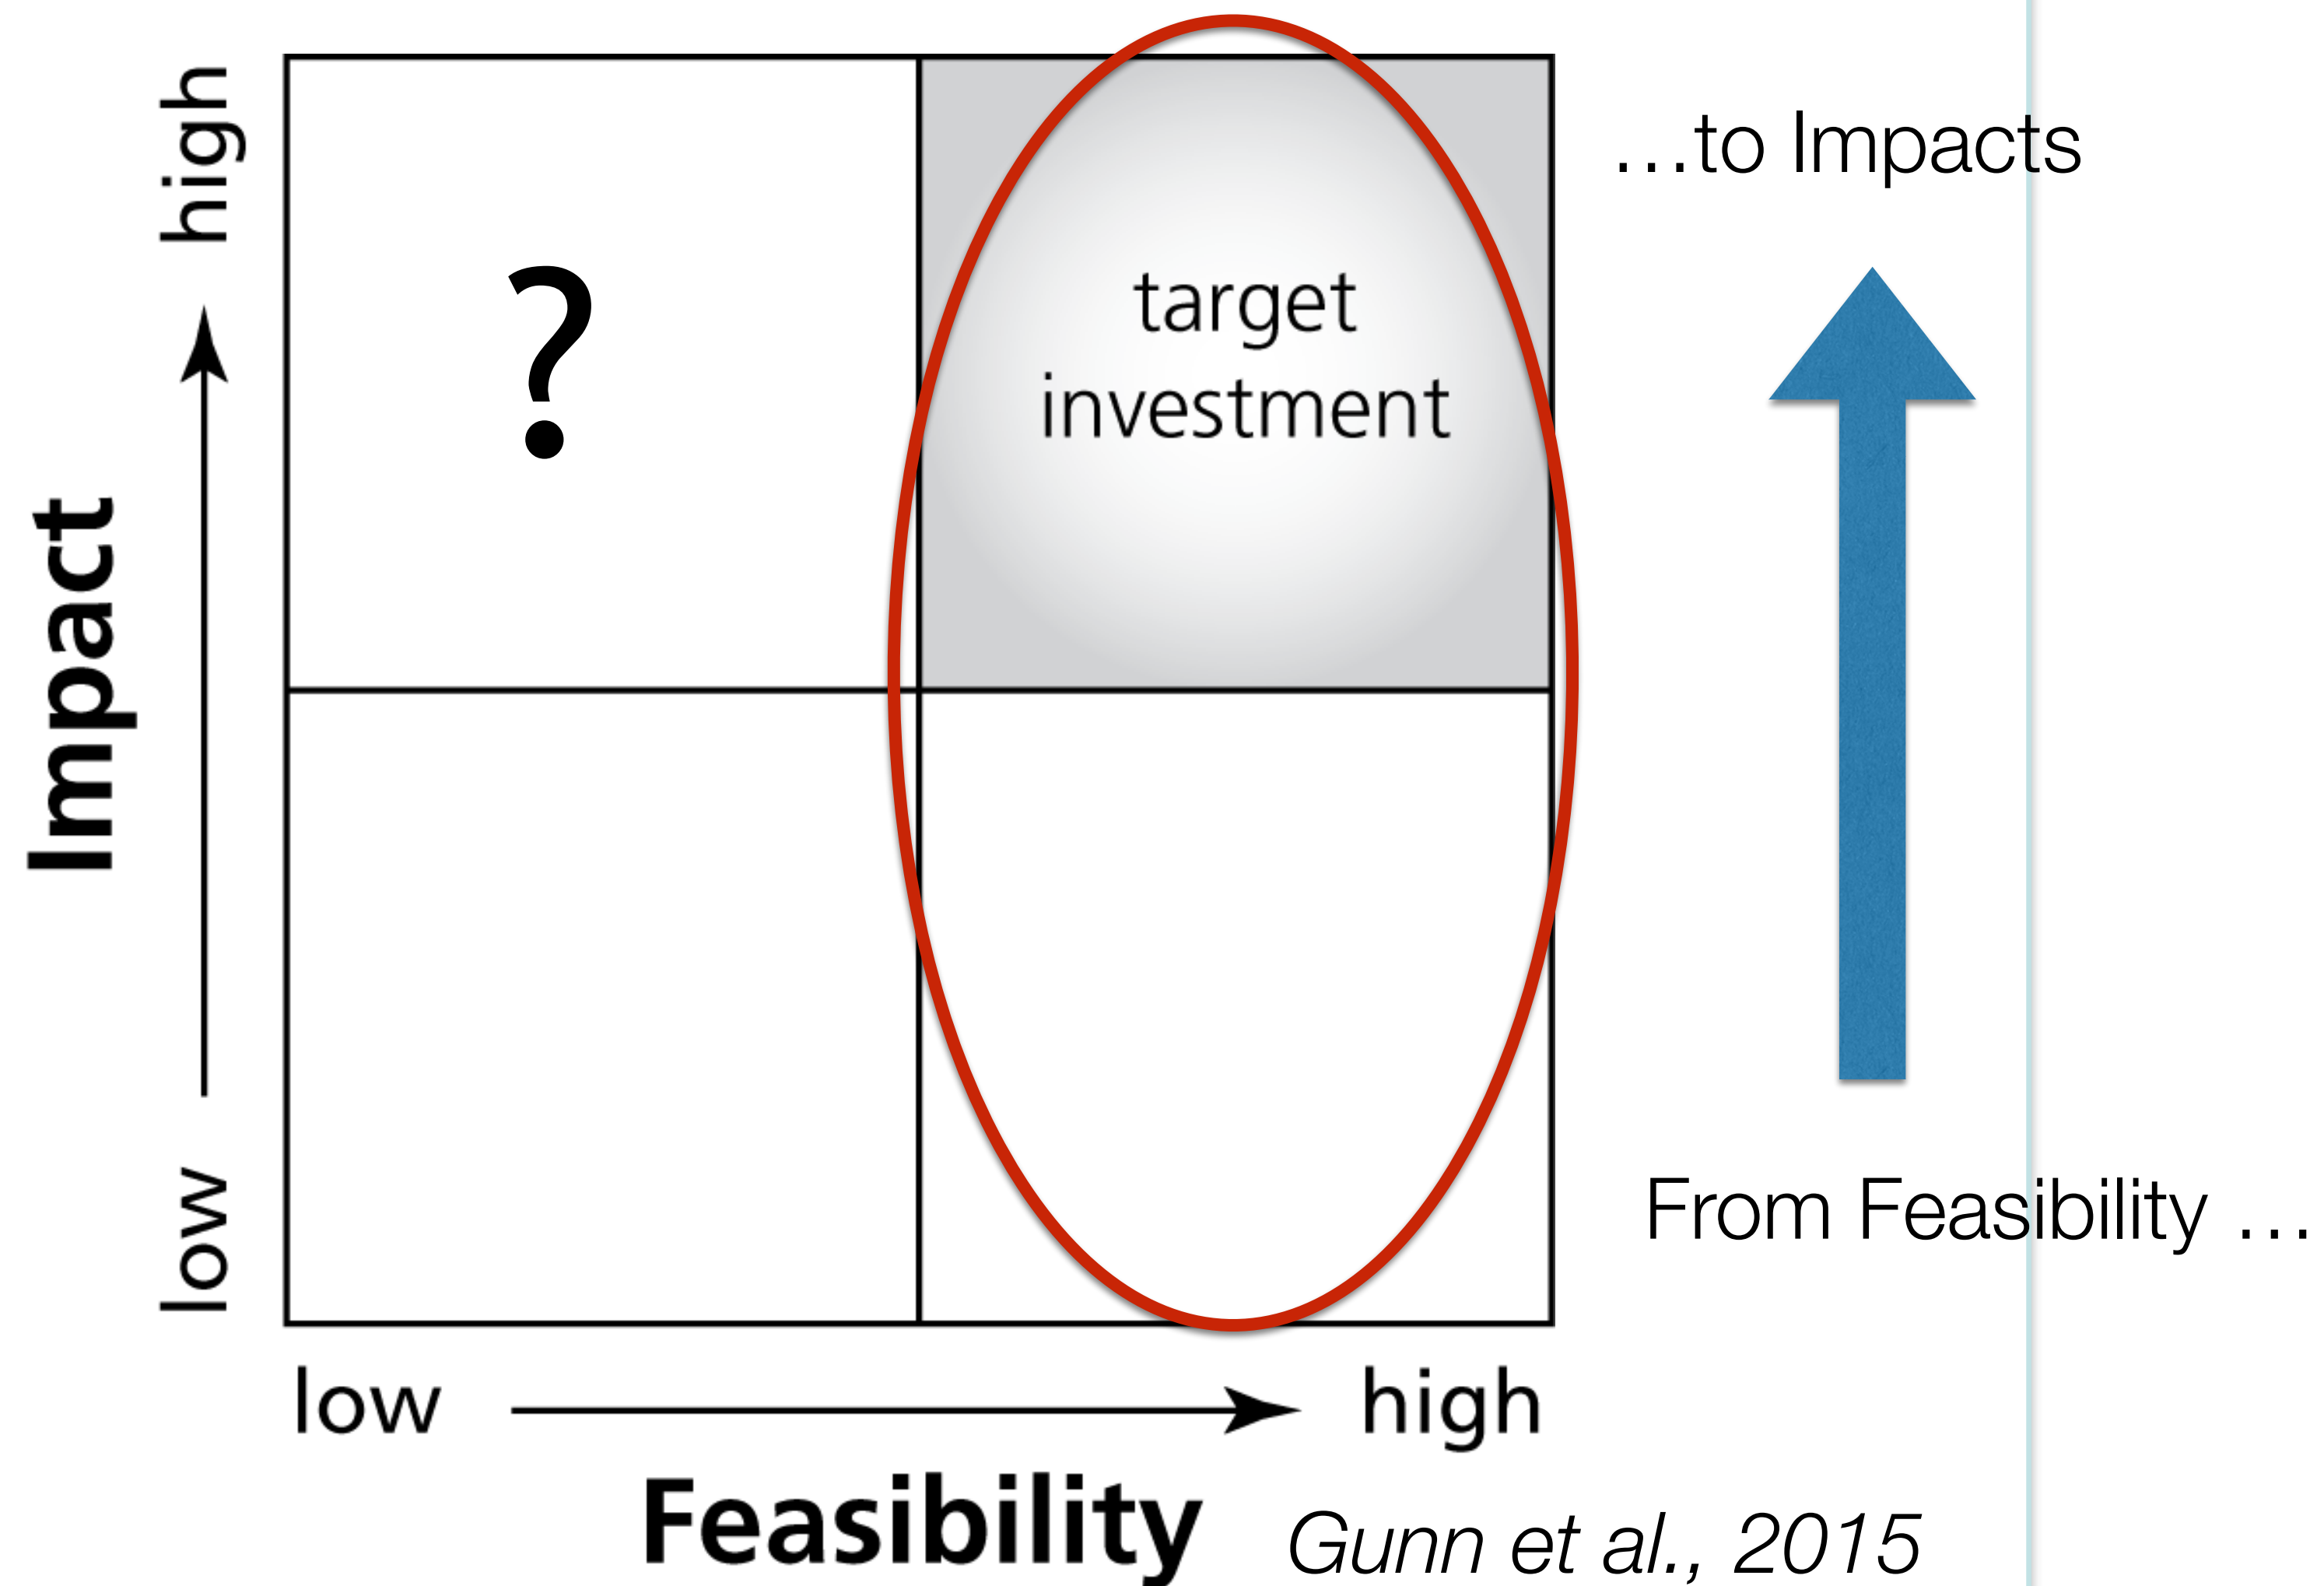 high
…to Impacts
?
target
investment
Impact
From Feasibility …
low
low
high
Feasibility
Gunn et al., 2015